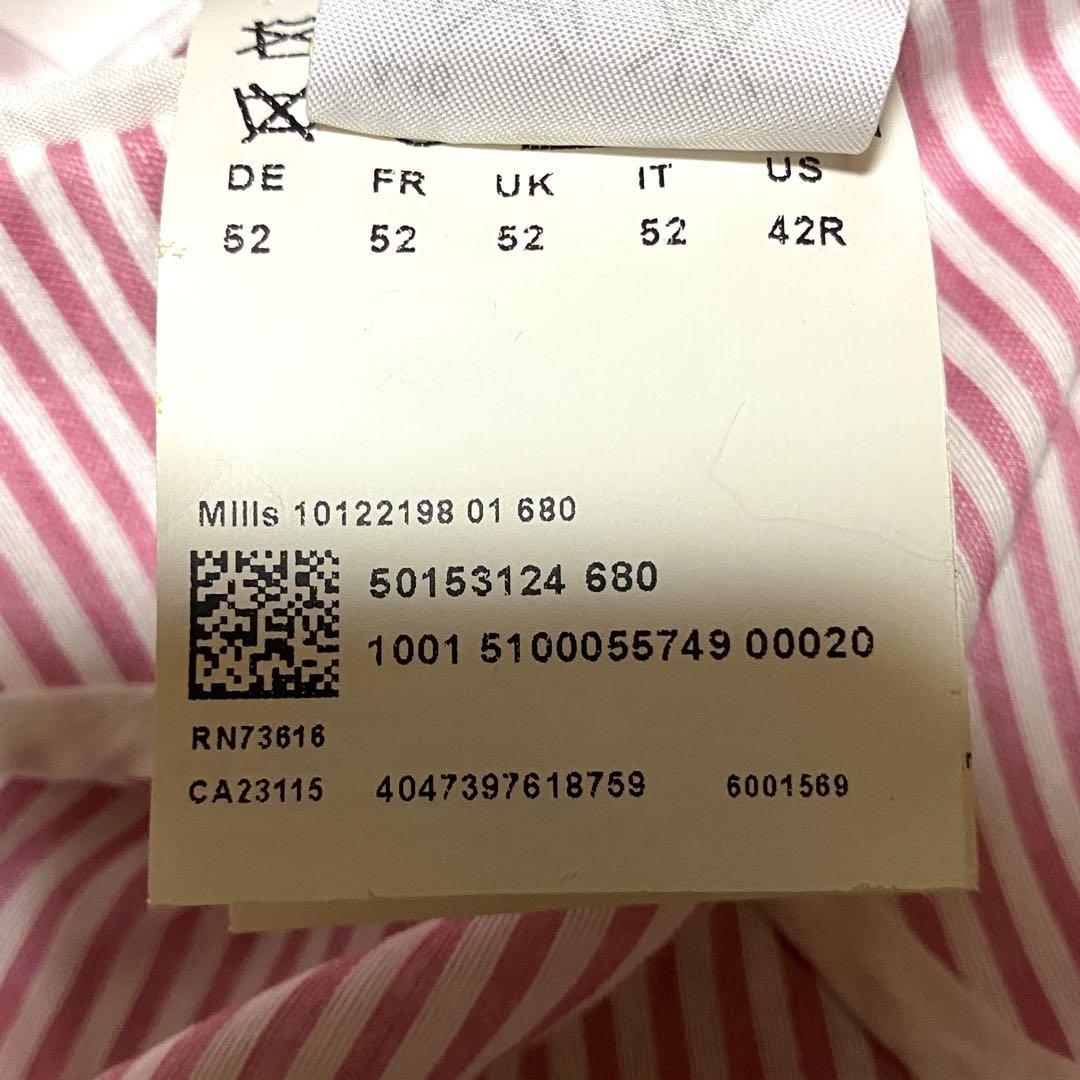 DE FR UK IT US
52 52 52 52 42R
Mills 10122198 01 680
50153124 680
1001 5100055749 00020
RN73616
CA23115 4047397618759 6001569